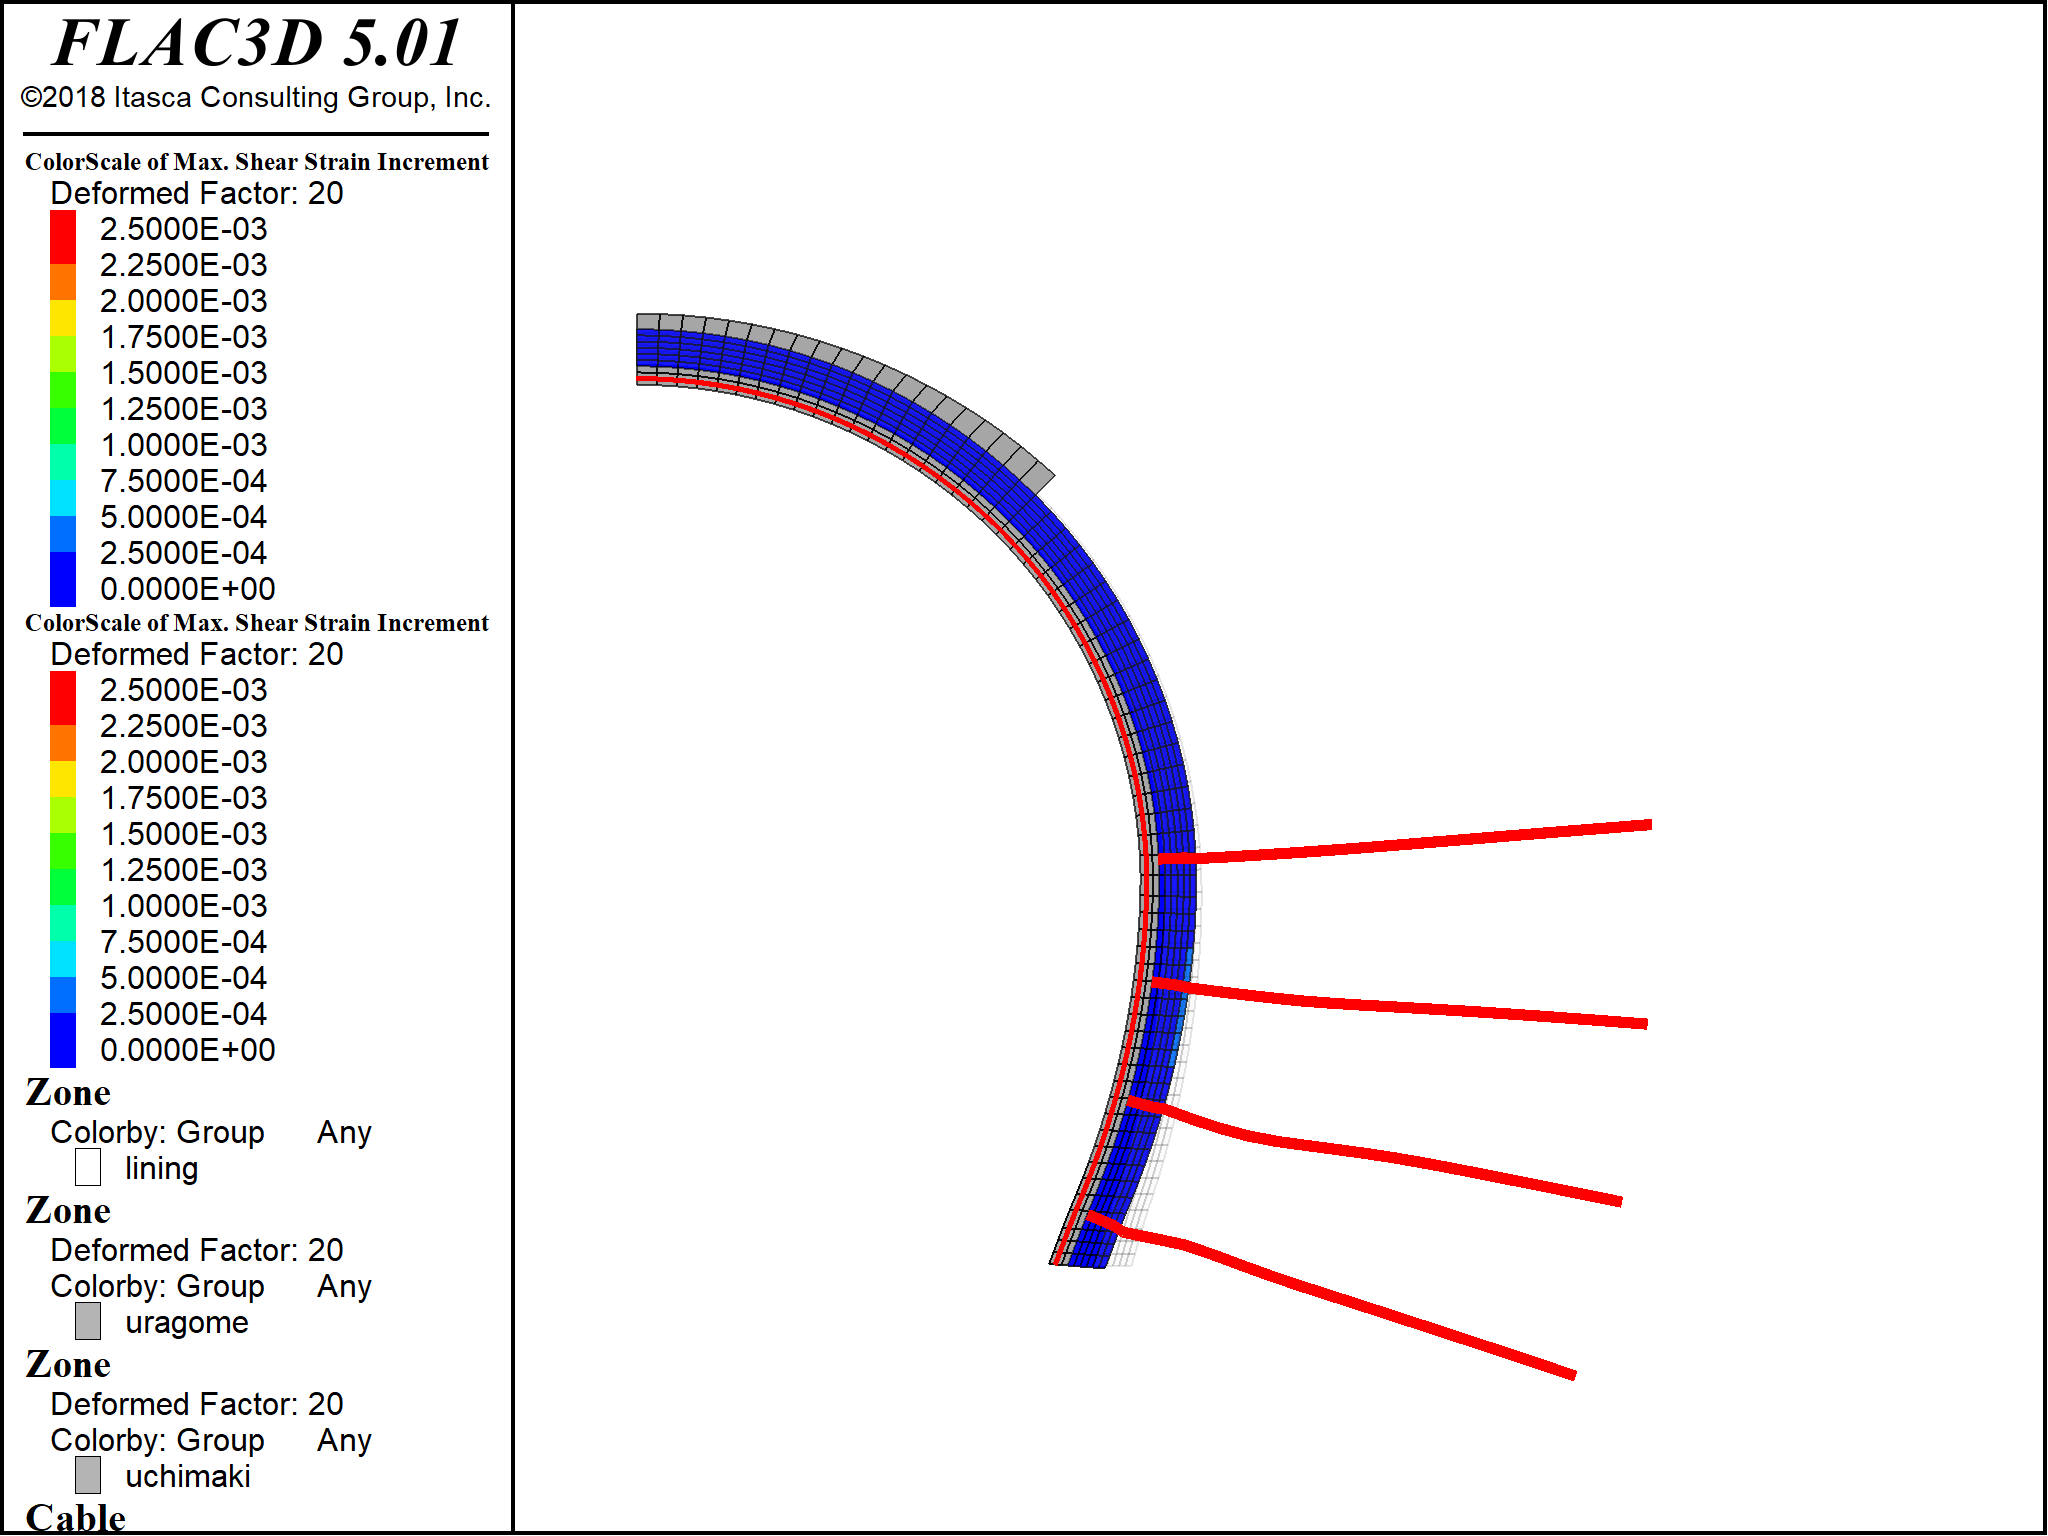 FLAC3D 5.01
©2018 Itasca Consulting Group, Inc.
ColorScale of Max. Shear Strain Increment
Deformed Factor: 20
2.5000E-03
2.2500E-03
2.0000E-03
1.7500E-03
1.5000E-03
1.2500E-03
1.0000E-03
7.5000E-04
5.0000E-04
2.5000E-04
0.0000E+00
ColorScale of Max. Shear Strain Increment
Deformed Factor: 20
2.5000E-03
2.2500E-03
2.0000E-03
1.7500E-03
1.5000E-03
1.2500E-03
1.0000E-03
7.5000E-04
5.0000E-04
2.5000E-04
0.0000E+00
Zone
Colorby: Group Any
lining
Zone
Deformed Factor: 20
Colorby: Group Any
uragome
Zone
Deformed Factor: 20
Colorby: Group Any
uchimaki
Cable